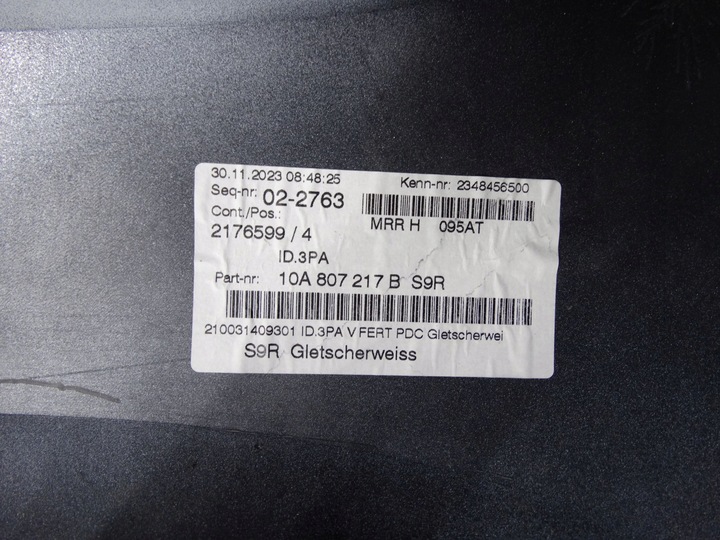 30.11.2023 08:48:25 Kenn-nr: 2348456500
Seq-nr: 02-2763
Cont./Pos.: MRR H 095AT
2176599 / 4
ID.3PA
Part-nr: 10A 807 217 B S9R
210031409301 ID.3PA V FERT PDC Gletscherwei
S9R Gletscherweiss